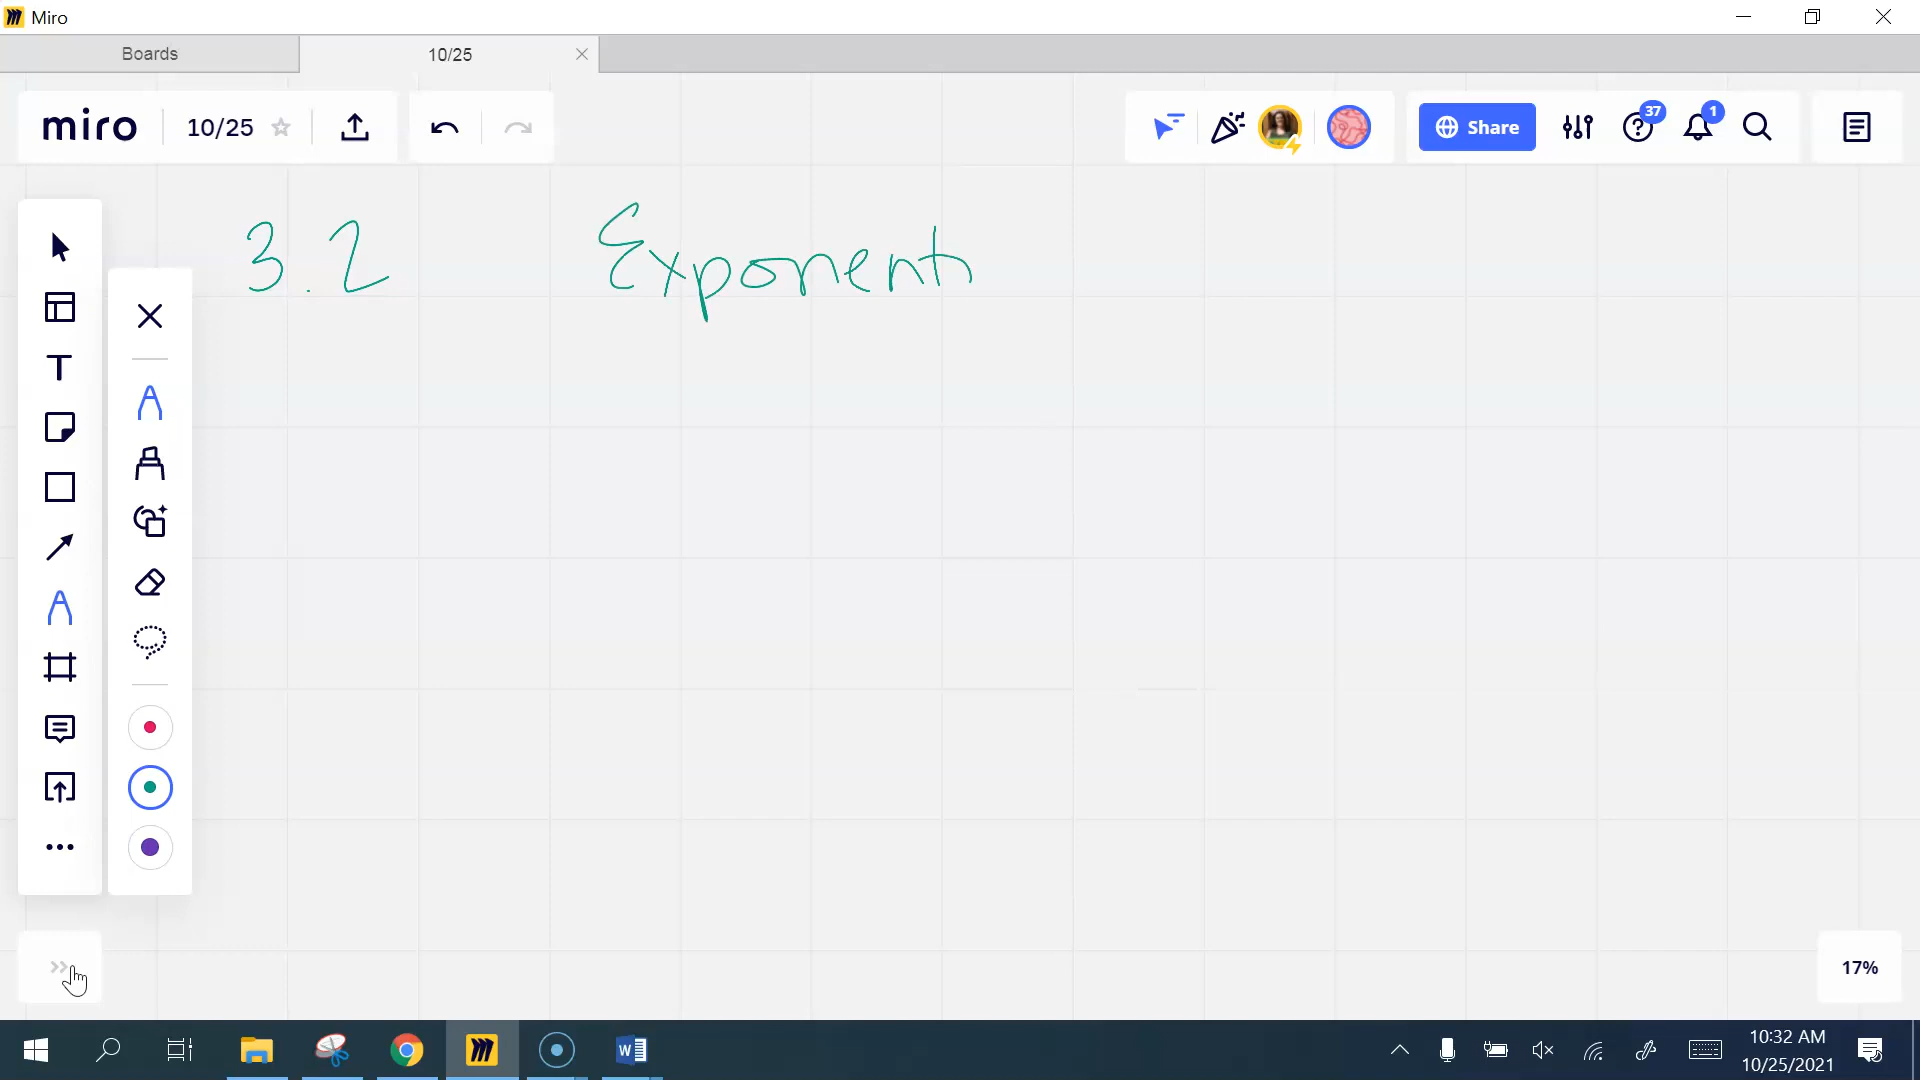 Miro
Boards
10/25
miro
10/25
Share
37
1
3.2 Exponent
T
17%
10:32 AM
10/25/2021